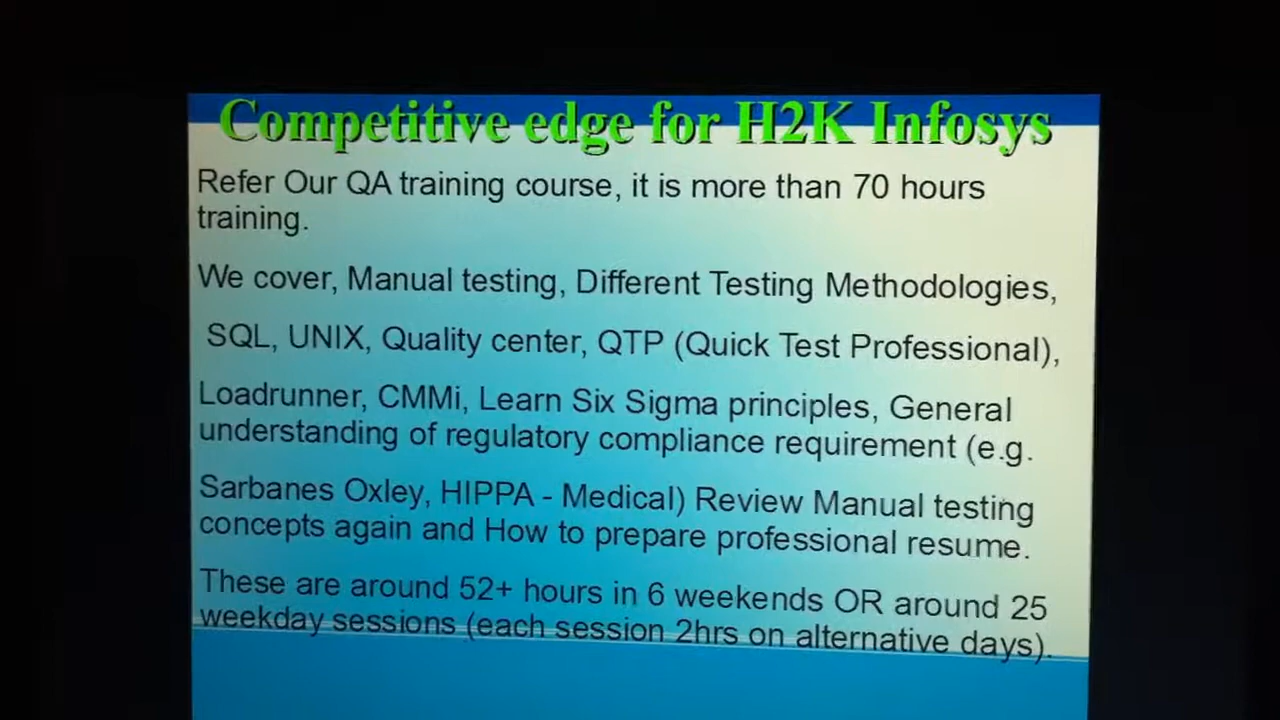 Competitive edge for H2K Infosys
Refer Our QA training course, it is more than 70 hours
training.
We cover, Manual testing, Different Testing Methodologies,
SQL, UNIX, Quality center, QTP (Quick Test Professional),
Loadrunner, CMMi, Learn Six Sigma principles, General
understanding of regulatory compliance requirement (e.g.
Sarbanes Oxley, HIPPA - Medical) Review Manual testing
concepts again and How to prepare professional resume.
These are around 52+ hours in 6 weekends OR around 25
weekday sessions (each session 2hrs on alternative days).